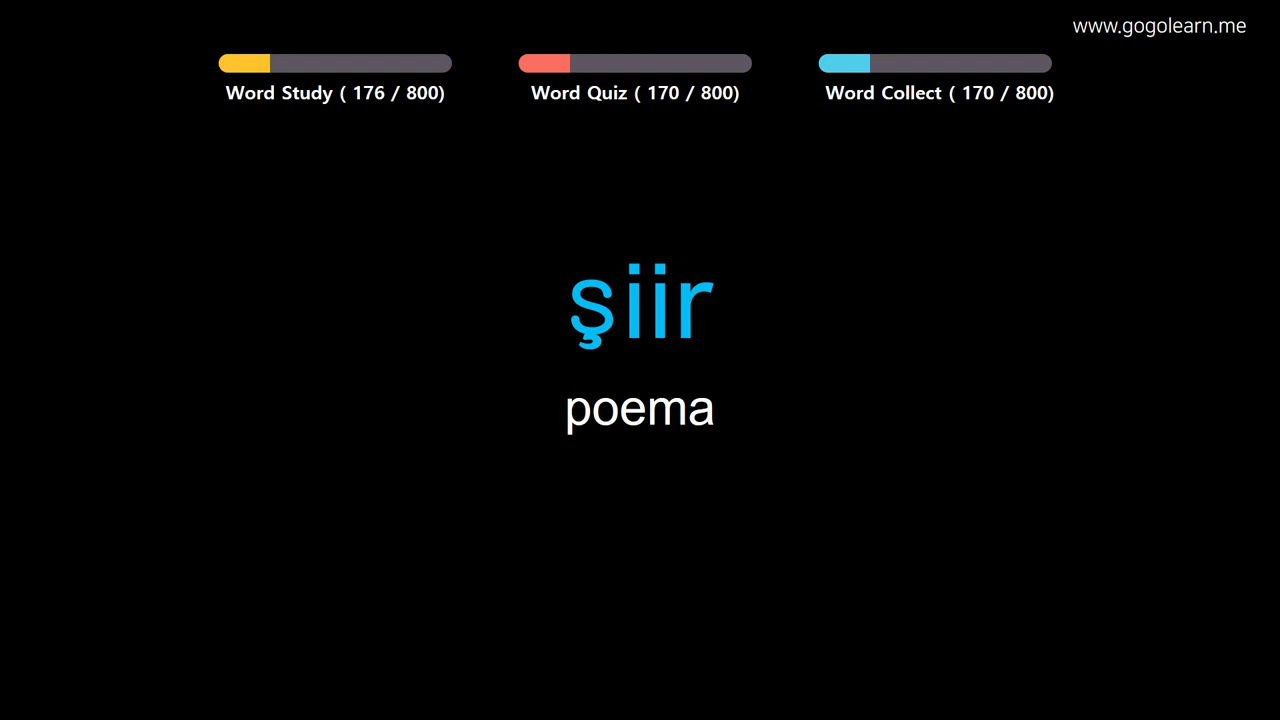 www.gogolearn.me
Word Study ( 176 / 800)
Word Quiz ( 170 / 800)
Word Collect ( 170 / 800)
şiir
poema